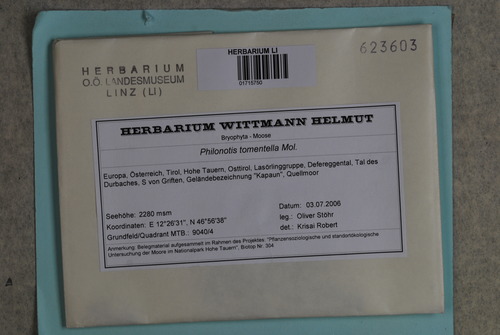 HERBARIUM
O.Ö. LANDESMUSEUM
LINZ (LI)
HERBARIUM LI
01715750
623603
HERBARIUM WITTMANN HELMUT
Bryophyta - Moose
Philonotis tomentella Mol.
Europa, Österreich, Tirol, Hohe Tauern, Osttirol, Lasörlinggruppe, Defereggental, Tal des
Durbaches, S von Griften, Geländebezeichnung "Kapaun", Quellmoor
Seehöhe: 2280 msm
Koordinaten: E 12°26'31", N 46°56'38"
Grundfeld/Quadrant MTB.: 9040/4
Datum: 03.07.2006
leg.: Oliver Stöhr
det.: Krisai Robert
Anmerkung: Belegmaterial aufgesammelt im Rahmen des Projektes: "Pflanzensoziologische und standortökologische
Untersuchung der Moore im Nationalpark Hohe Tauern", Biotop Nr. 354.